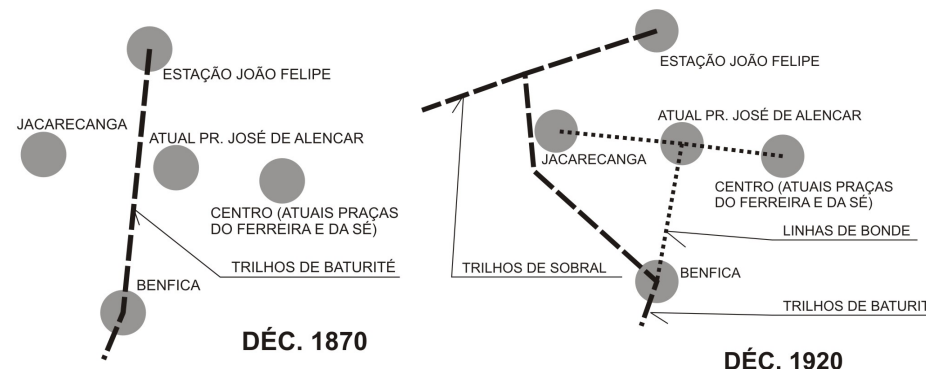 ESTAÇÃO JOÃO FELIPE
JACARECANGA
ATUAL PR. JOSÉ DE ALENCAR
CENTRO (ATUAIS PRAÇAS
DO FERREIRA E DA SÉ)
TRILHOS DE BATURITÉ
BENFICA
DÉC. 1870
ESTAÇÃO JOÃO FELIPE
ATUAL PR. JOSÉ DE ALENCAR
JACARECANGA
CENTRO (ATUAIS PRAÇAS
DO FERREIRA E DA SÉ)
LINHAS DE BONDE
TRILHOS DE SOBRAL
BENFICA
TRILHOS DE BATURIT
DÉC. 1920